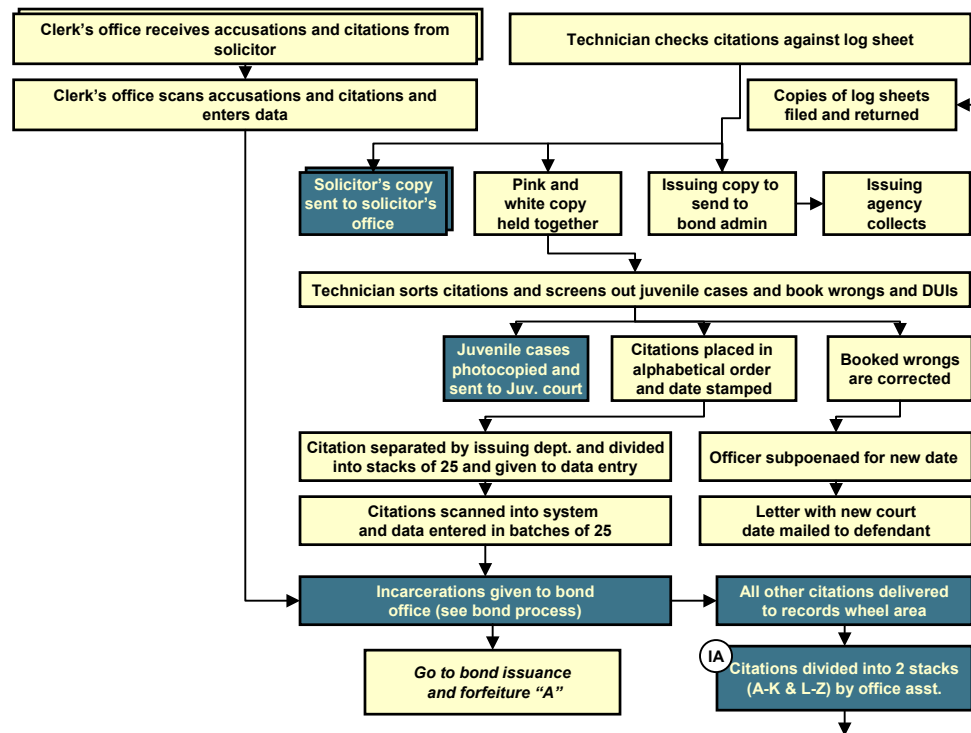 Clerk’s office receives accusations and citations from
solicitor
Technician checks citations against log sheet
Clerk’s office scans accusations and citations and
enters data
Copies of log sheets
filed and returned
Solicitor’s copy
sent to solicitor’s
office
Pink and
white copy
held together
Issuing copy to
send to
bond admin
Issuing
agency
collects
Technician sorts citations and screens out juvenile cases and book wrongs and DUIs
Juvenile cases
photocopied and
sent to Juv. court
Citations placed in
alphabetical order
and date stamped
Booked wrongs
are corrected
Citation separated by issuing dept. and divided
into stacks of 25 and given to data entry
Officer subpoenaed for new date
Citations scanned into system
and data entered in batches of 25
Letter with new court
date mailed to defendant
Incarcerations given to bond
office (see bond process)
All other citations delivered
to records wheel area
Go to bond issuance
and forfeiture “A”
IA
Citations divided into 2 stacks
(A-K & L-Z) by office asst.